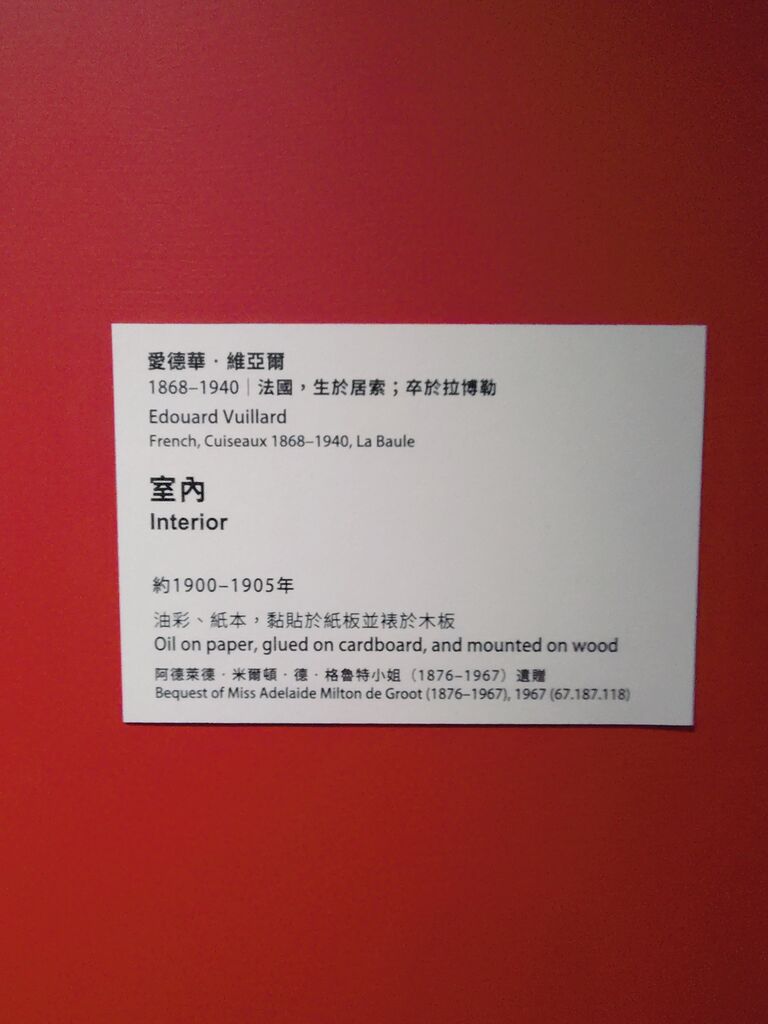 愛德華．維亞爾
1868–1940｜法國，生於居索；卒於拉博勒
Edouard Vuillard
French, Cuiseaux 1868–1940, La Baule
室內
Interior
約1900–1905年
油彩、紙本，黏貼於紙板並裱於木板
Oil on paper, glued on cardboard, and mounted on wood
阿德萊德．米爾頓．德．格魯特小姐（1876–1967）遺贈
Bequest of Miss Adelaide Milton de Groot (1876–1967), 1967 (67.187.118)